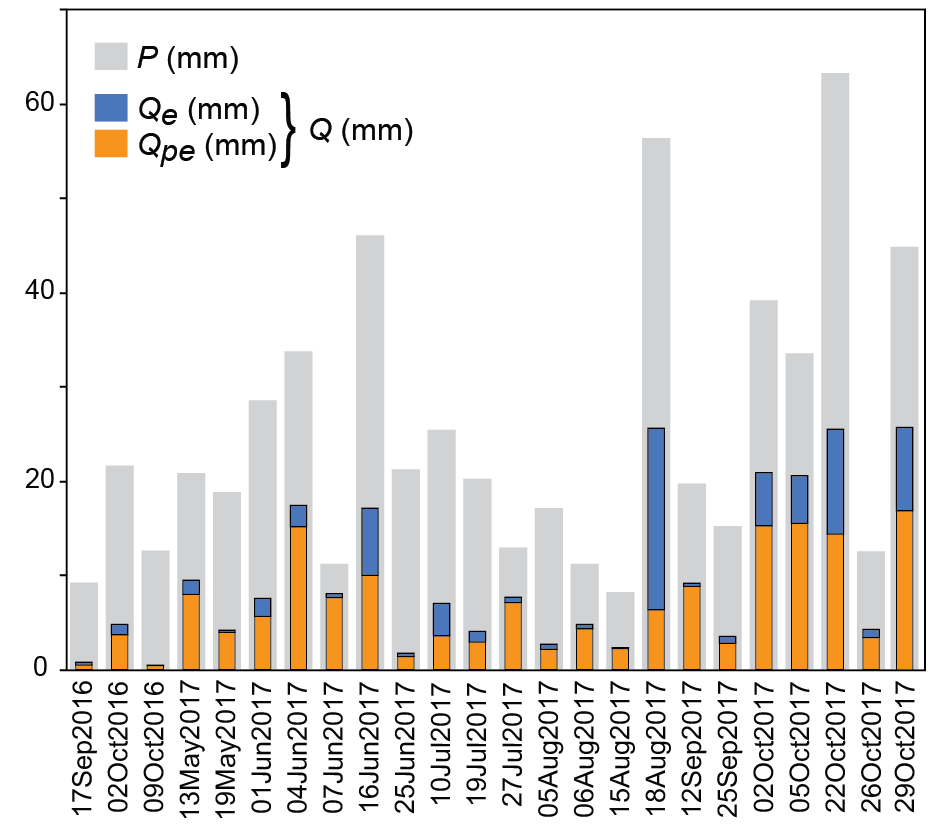 P (mm)
Qe (mm)
Qpe (mm)
} Q (mm)
60
40
20
0
17Sep2016
02Oct2016
09Oct2016
13May2017
19May2017
01Jun2017
04Jun2017
07Jun2017
16Jun2017
25Jun2017
10Jul2017
19Jul2017
27Jul2017
05Aug2017
06Aug2017
15Aug2017
18Aug2017
12Sep2017
25Sep2017
02Oct2017
05Oct2017
22Oct2017
26Oct2017
29Oct2017